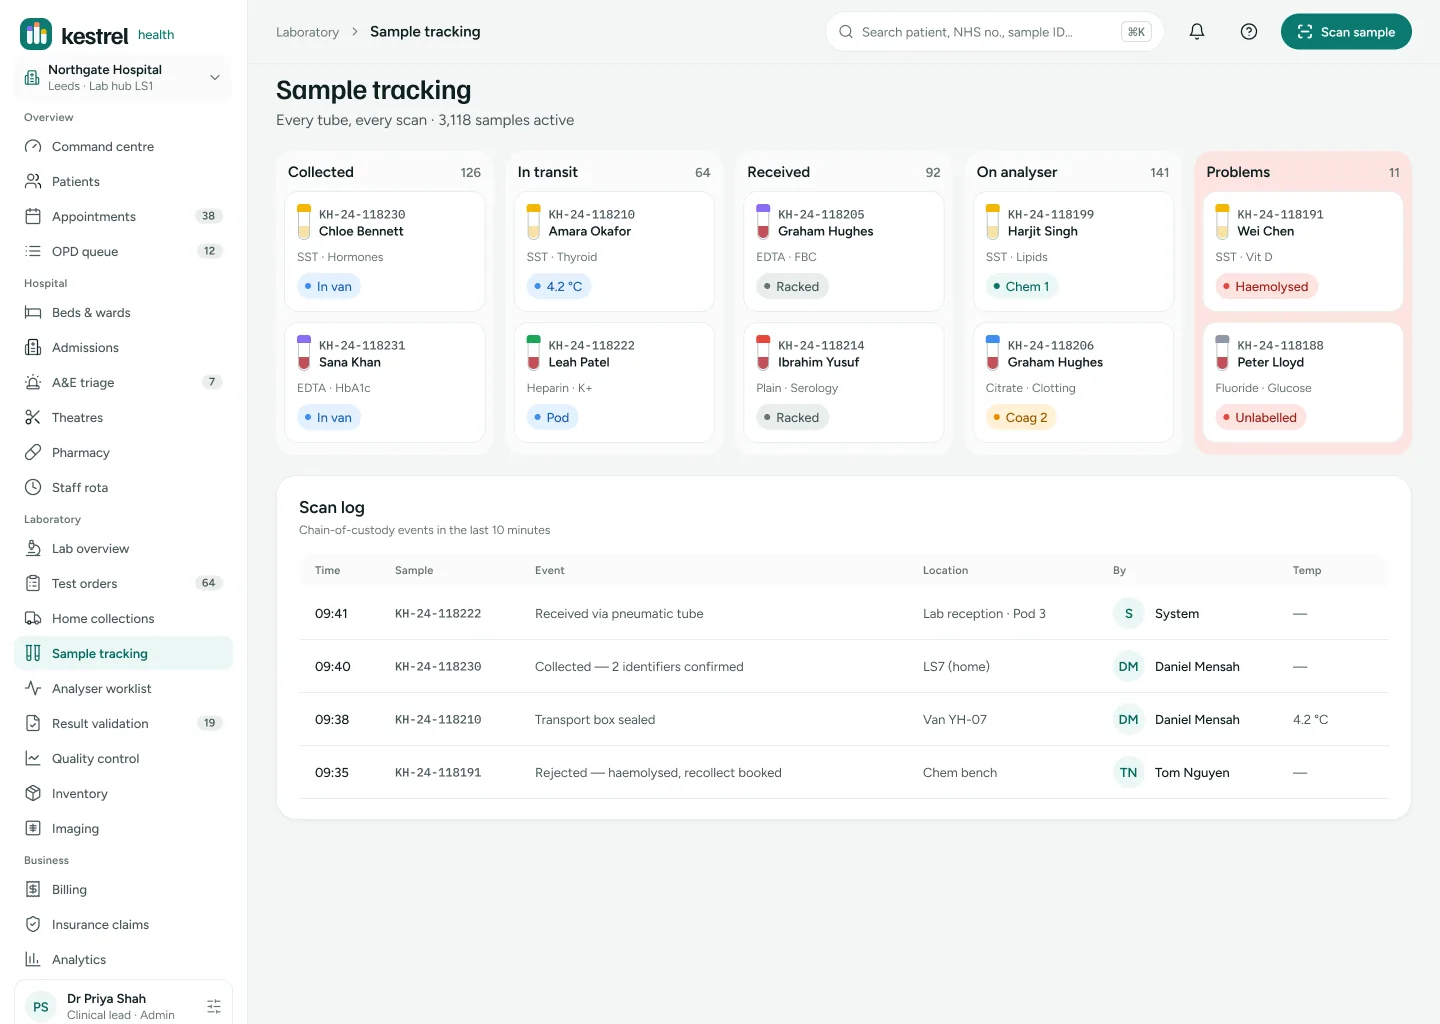 kestrel health
Northgate Hospital
Leeds · Lab hub LS1
Overview
Command centre
Patients
Appointments 38
OPD queue 12
Hospital
Beds & wards
Admissions
A&E triage 7
Theatres
Pharmacy
Staff rota
Laboratory
Lab overview
Test orders 64
Home collections
Sample tracking
Analyser worklist
Result validation 19
Quality control
Inventory
Imaging
Business
Billing
Insurance claims
Analytics
PS Dr Priya Shah
Clinical lead · Admin
Laboratory > Sample tracking
Search patient, NHS no., sample ID... ⌘K
Scan sample
Sample tracking
Every tube, every scan · 3,118 samples active
Collected 126
KH-24-118230
Chloe Bennett
SST · Hormones
In van
KH-24-118231
Sana Khan
EDTA · HbA1c
In van
In transit 64
KH-24-118210
Amara Okafor
SST · Thyroid
4.2 °C
KH-24-118222
Leah Patel
Heparin · K+
Pod
Received 92
KH-24-118205
Graham Hughes
EDTA · FBC
Racked
KH-24-118214
Ibrahim Yusuf
Plain · Serology
Racked
On analyser 141
KH-24-118199
Harjit Singh
SST · Lipids
Chem 1
KH-24-118206
Graham Hughes
Citrate · Clotting
Coag 2
Problems 11
KH-24-118191
Wei Chen
SST · Vit D
Haemolysed
KH-24-118188
Peter Lloyd
Fluoride · Glucose
Unlabelled
Scan log
Chain-of-custody events in the last 10 minutes
Time Sample Event Location By Temp
09:41 KH-24-118222 Received via pneumatic tube Lab reception · Pod 3 S System —
09:40 KH-24-118230 Collected — 2 identifiers confirmed LS7 (home) DM Daniel Mensah —
09:38 KH-24-118210 Transport box sealed Van YH-07 DM Daniel Mensah 4.2 °C
09:35 KH-24-118191 Rejected — haemolysed, recollect booked Chem bench TN Tom Nguyen —